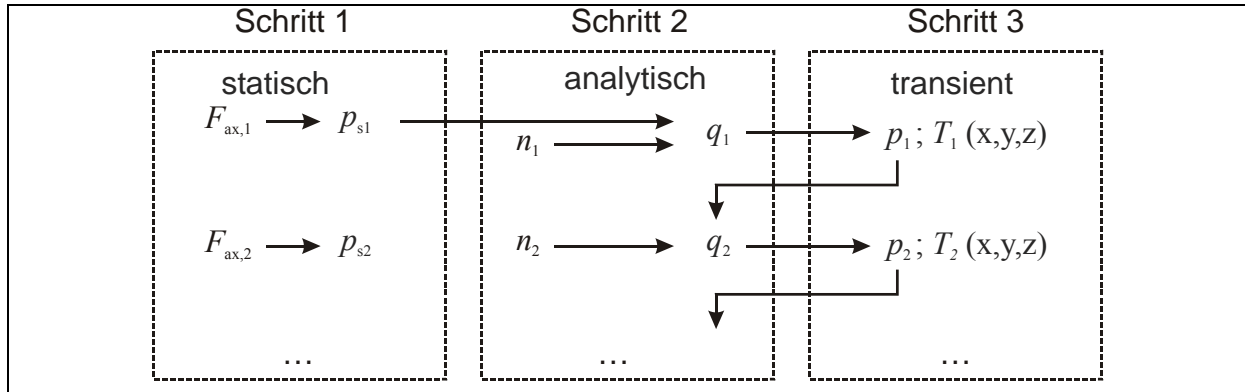 Schritt 1 Schritt 2 Schritt 3
statisch analytisch transient
F_ax,1 p_s1 q_1 p_1 ; T_1 (x,y,z)
n_1
F_ax,2 p_s2 n_2 q_2 p_2 ; T_2 (x,y,z)
… … …